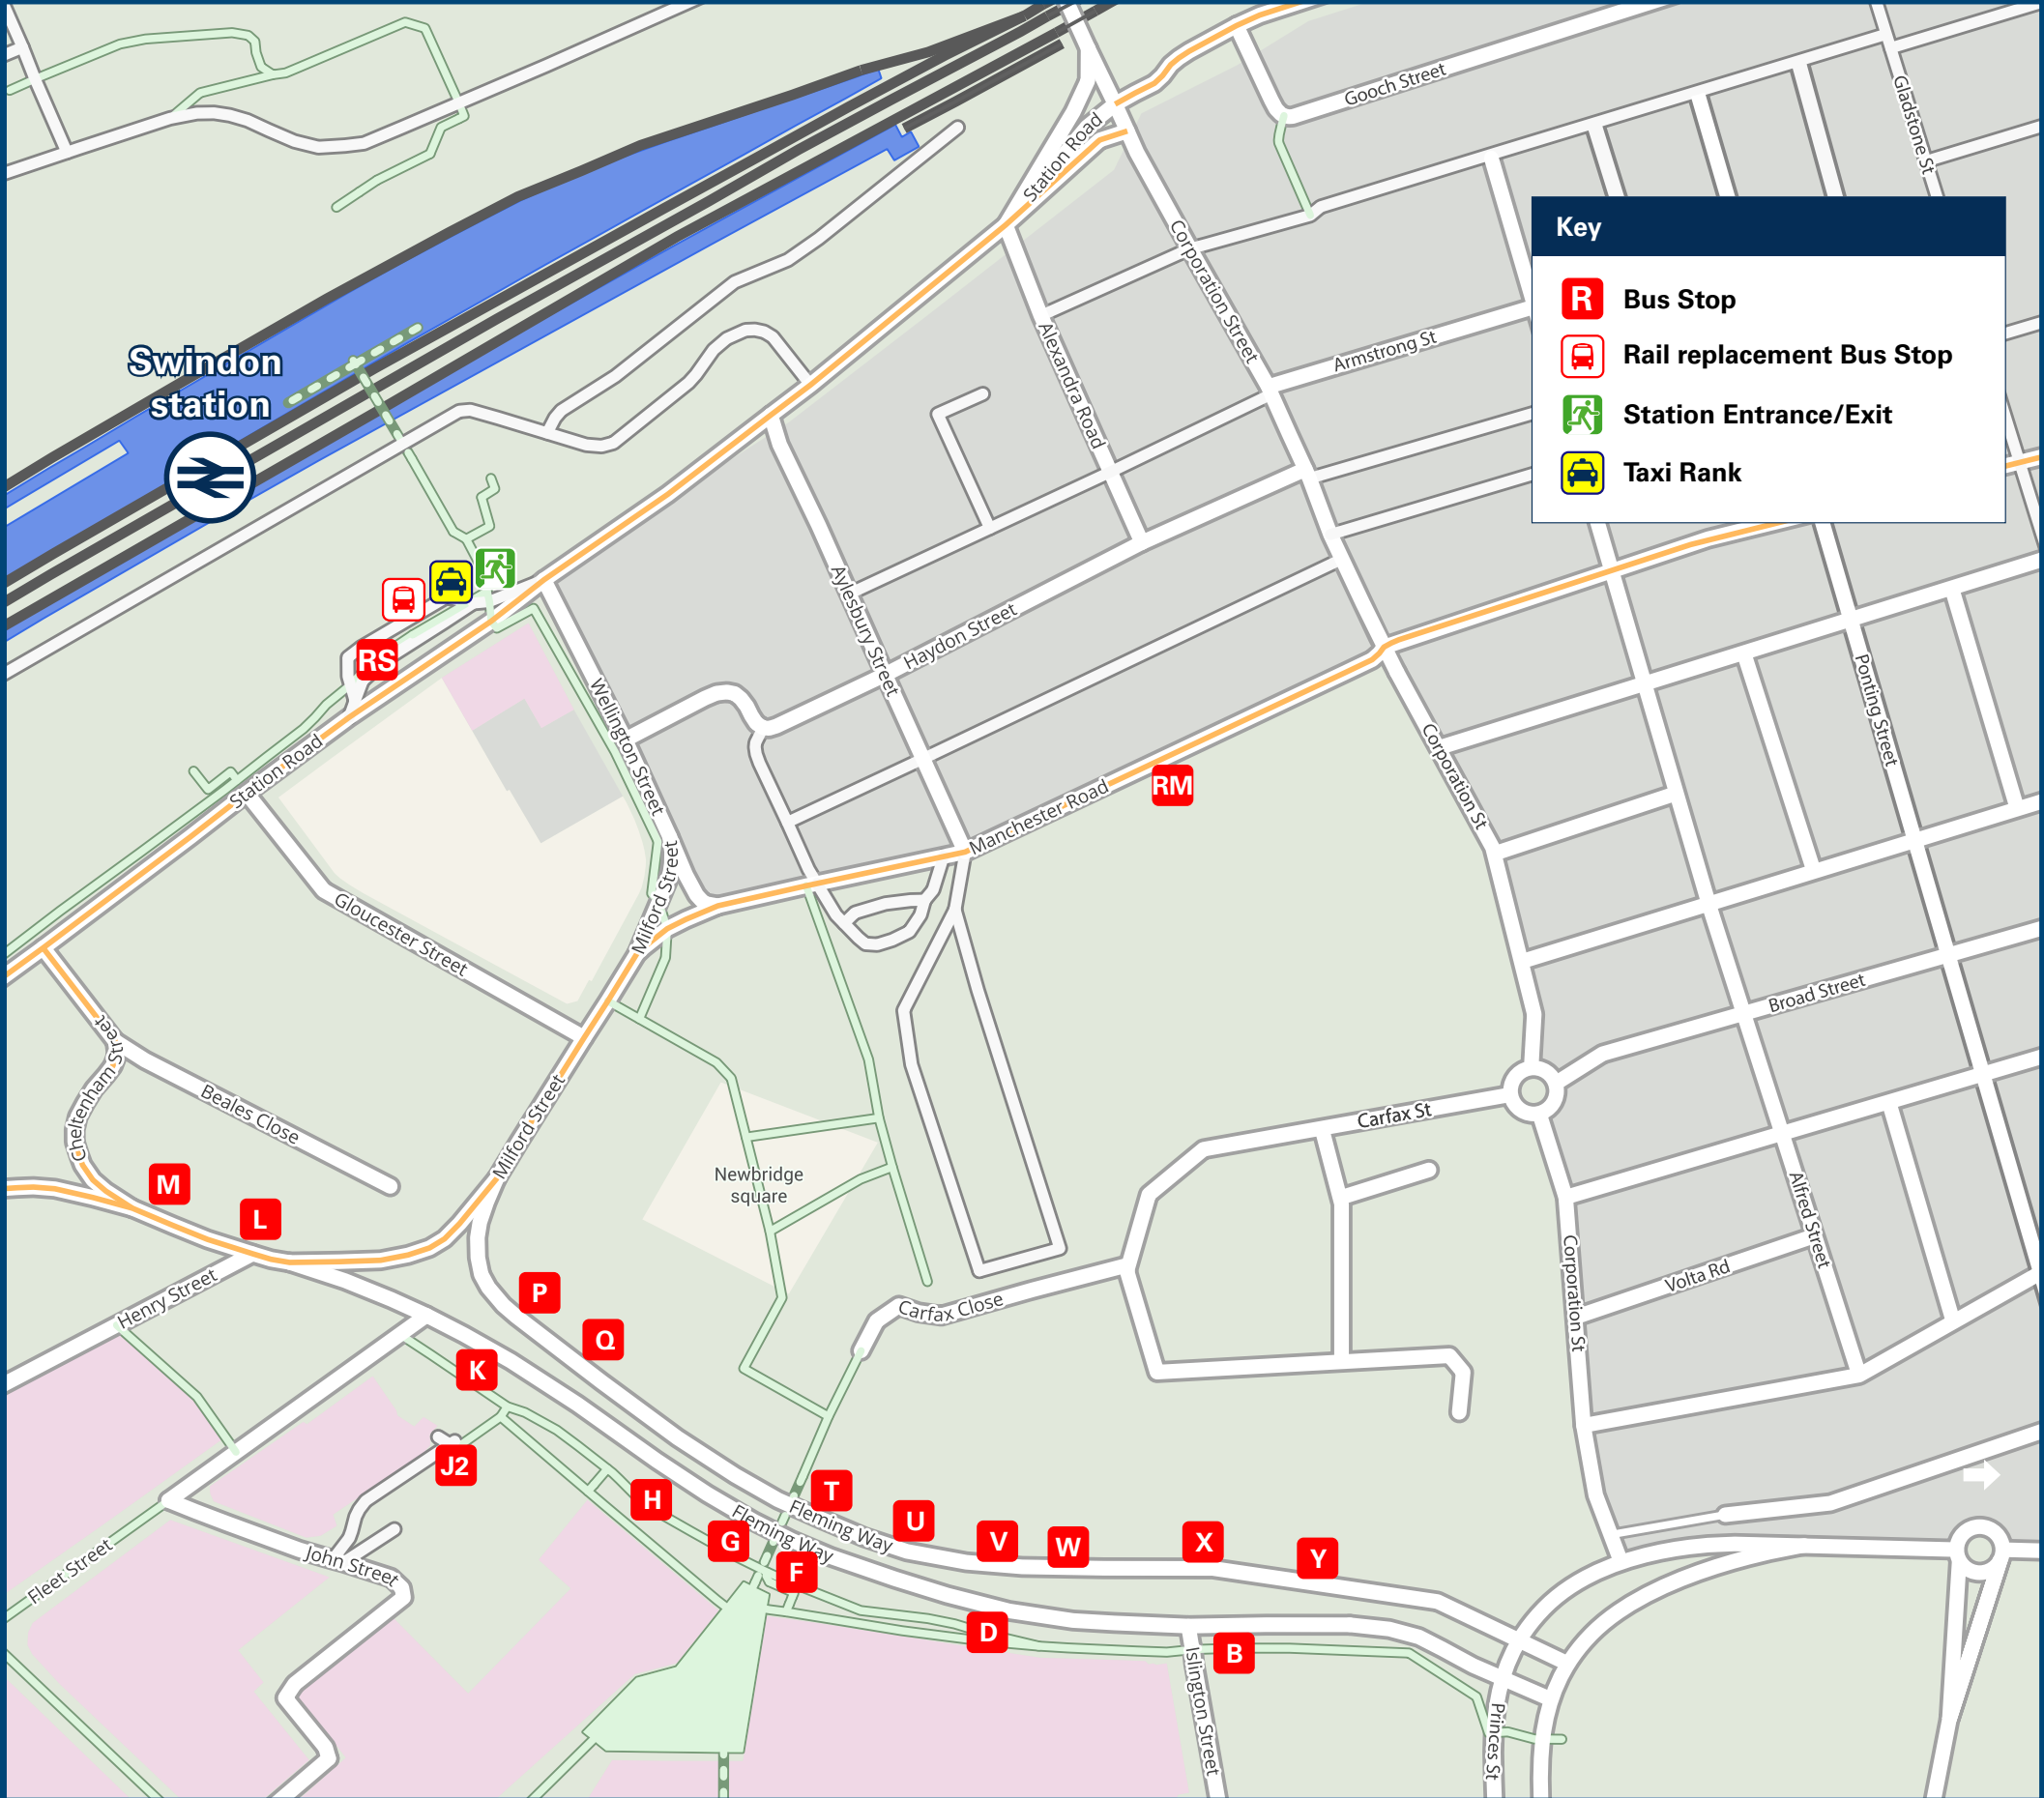 Gooch Street
Gladstone St
Station Road
Key
R Bus Stop
Rail replacement Bus Stop
Station Entrance/Exit
Taxi Rank
Corporation Street
Alexandra Road
Armstrong St
Swindon
station
Aylesbury Street
Haydon Street
RS
Wellington Street
Ponting Street
Station Road
Corporation St
RM
Manchester Road
Milford Street
Gloucester Street
Broad Street
Cheltenham Street
Beales Close
Milford Street
Carfax St
M
L
Newbridge
square
Alfred Street
Henry Street
Volta Rd
Corporation St
P
Carfax Close
Q
K
J2
H
T
Fleming Way
Fleming Way
G
U
V
W
X
Y
F
John Street
Fleet Street
D
B
Islington Street
Princes St